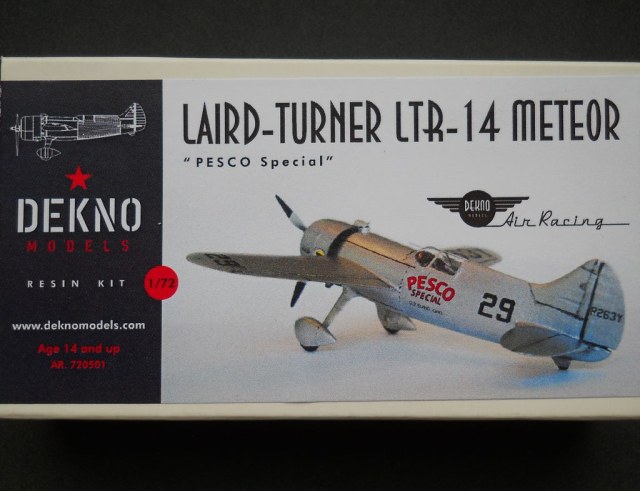 LAIRD-TURNER LTR-14 METEOR
"PESCO Special"
DEKNO
MODELS
RESIN KIT 1/72
www.deknomodels.com
Age 14 and up
AR. 720501
DEKNO
MODELS
Air Racing
PESCO
SPECIAL
29
R263Y